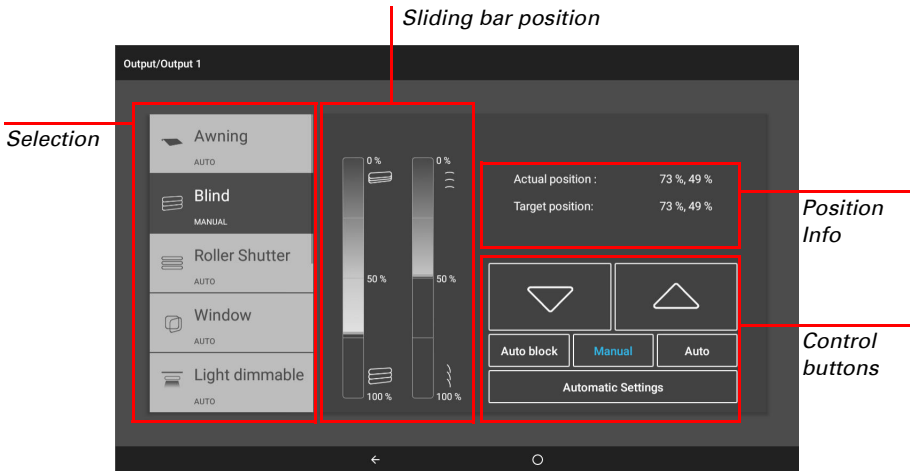 Sliding bar position
Output/Output 1
Selection
Awning
AUTO
Blind
MANUAL
Roller Shutter
AUTO
Window
AUTO
Light dimmable
AUTO
0 %
0 %
50 %
50 %
100 %
100 %
Actual position : 73 %, 49 %
Target position: 73 %, 49 %
Position
Info
Auto block Manual Auto
Automatic Settings
Control
buttons